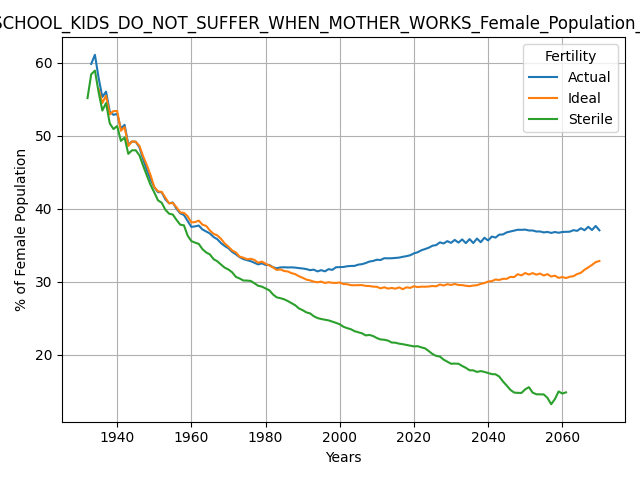 SCHOOL_KIDS_DO_NOT_SUFFER_WHEN_MOTHER_WORKS_Female_Population_
Fertility
Actual
Ideal
Sterile
% of Female Population
60
50
40
30
20
1940
1960
1980
2000
2020
2040
2060
Years